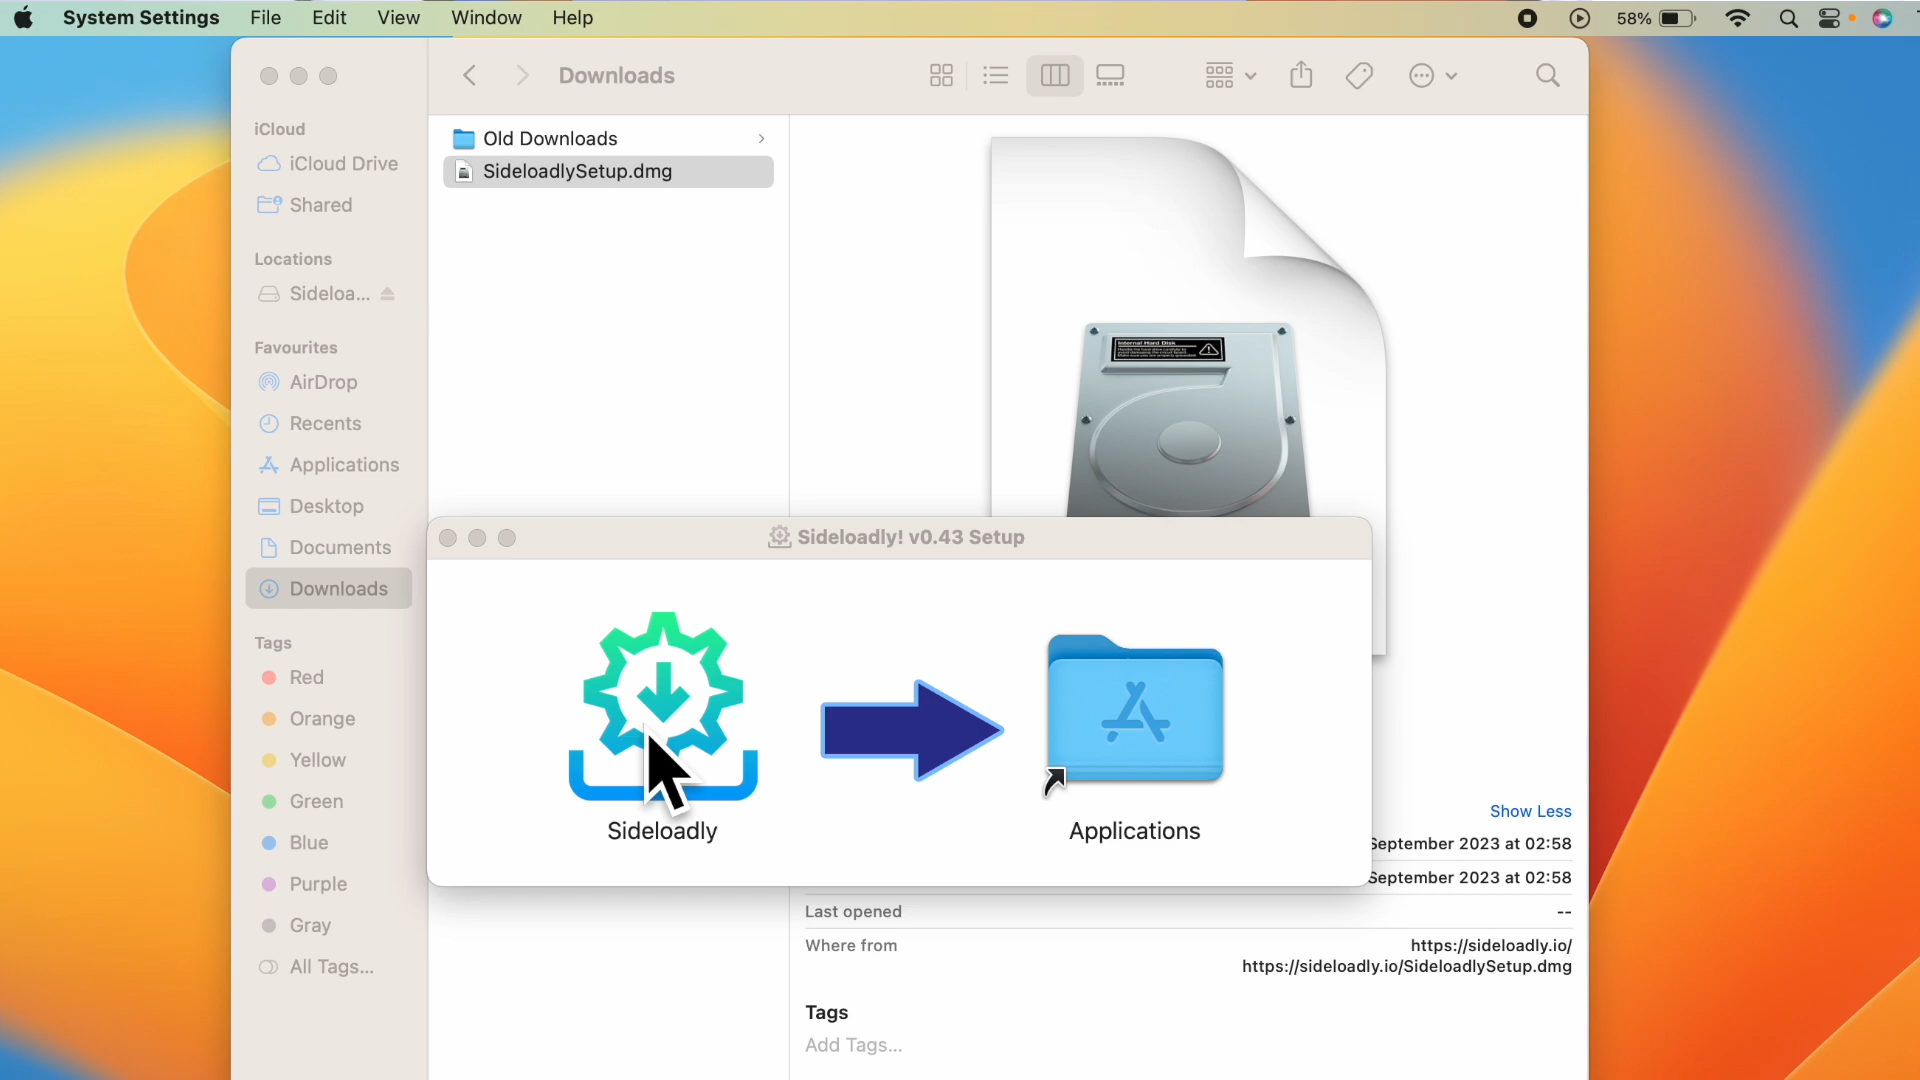 System Settings File Edit View Window Help 58%
Downloads
iCloud
iCloud Drive
Shared
Locations
Sideloa...
Favourites
AirDrop
Recents
Applications
Desktop
Documents
Downloads
Tags
Red
Orange
Yellow
Green
Blue
Purple
Gray
All Tags...
Old Downloads
SideloadlySetup.dmg
Internal Hard Disk
Sideloadly! v0.43 Setup
Sideloadly
Applications
Show Less
September 2023 at 02:58
September 2023 at 02:58
Last opened --
Where from https://sideloadly.io/
https://sideloadly.io/SideloadlySetup.dmg
Tags
Add Tags...